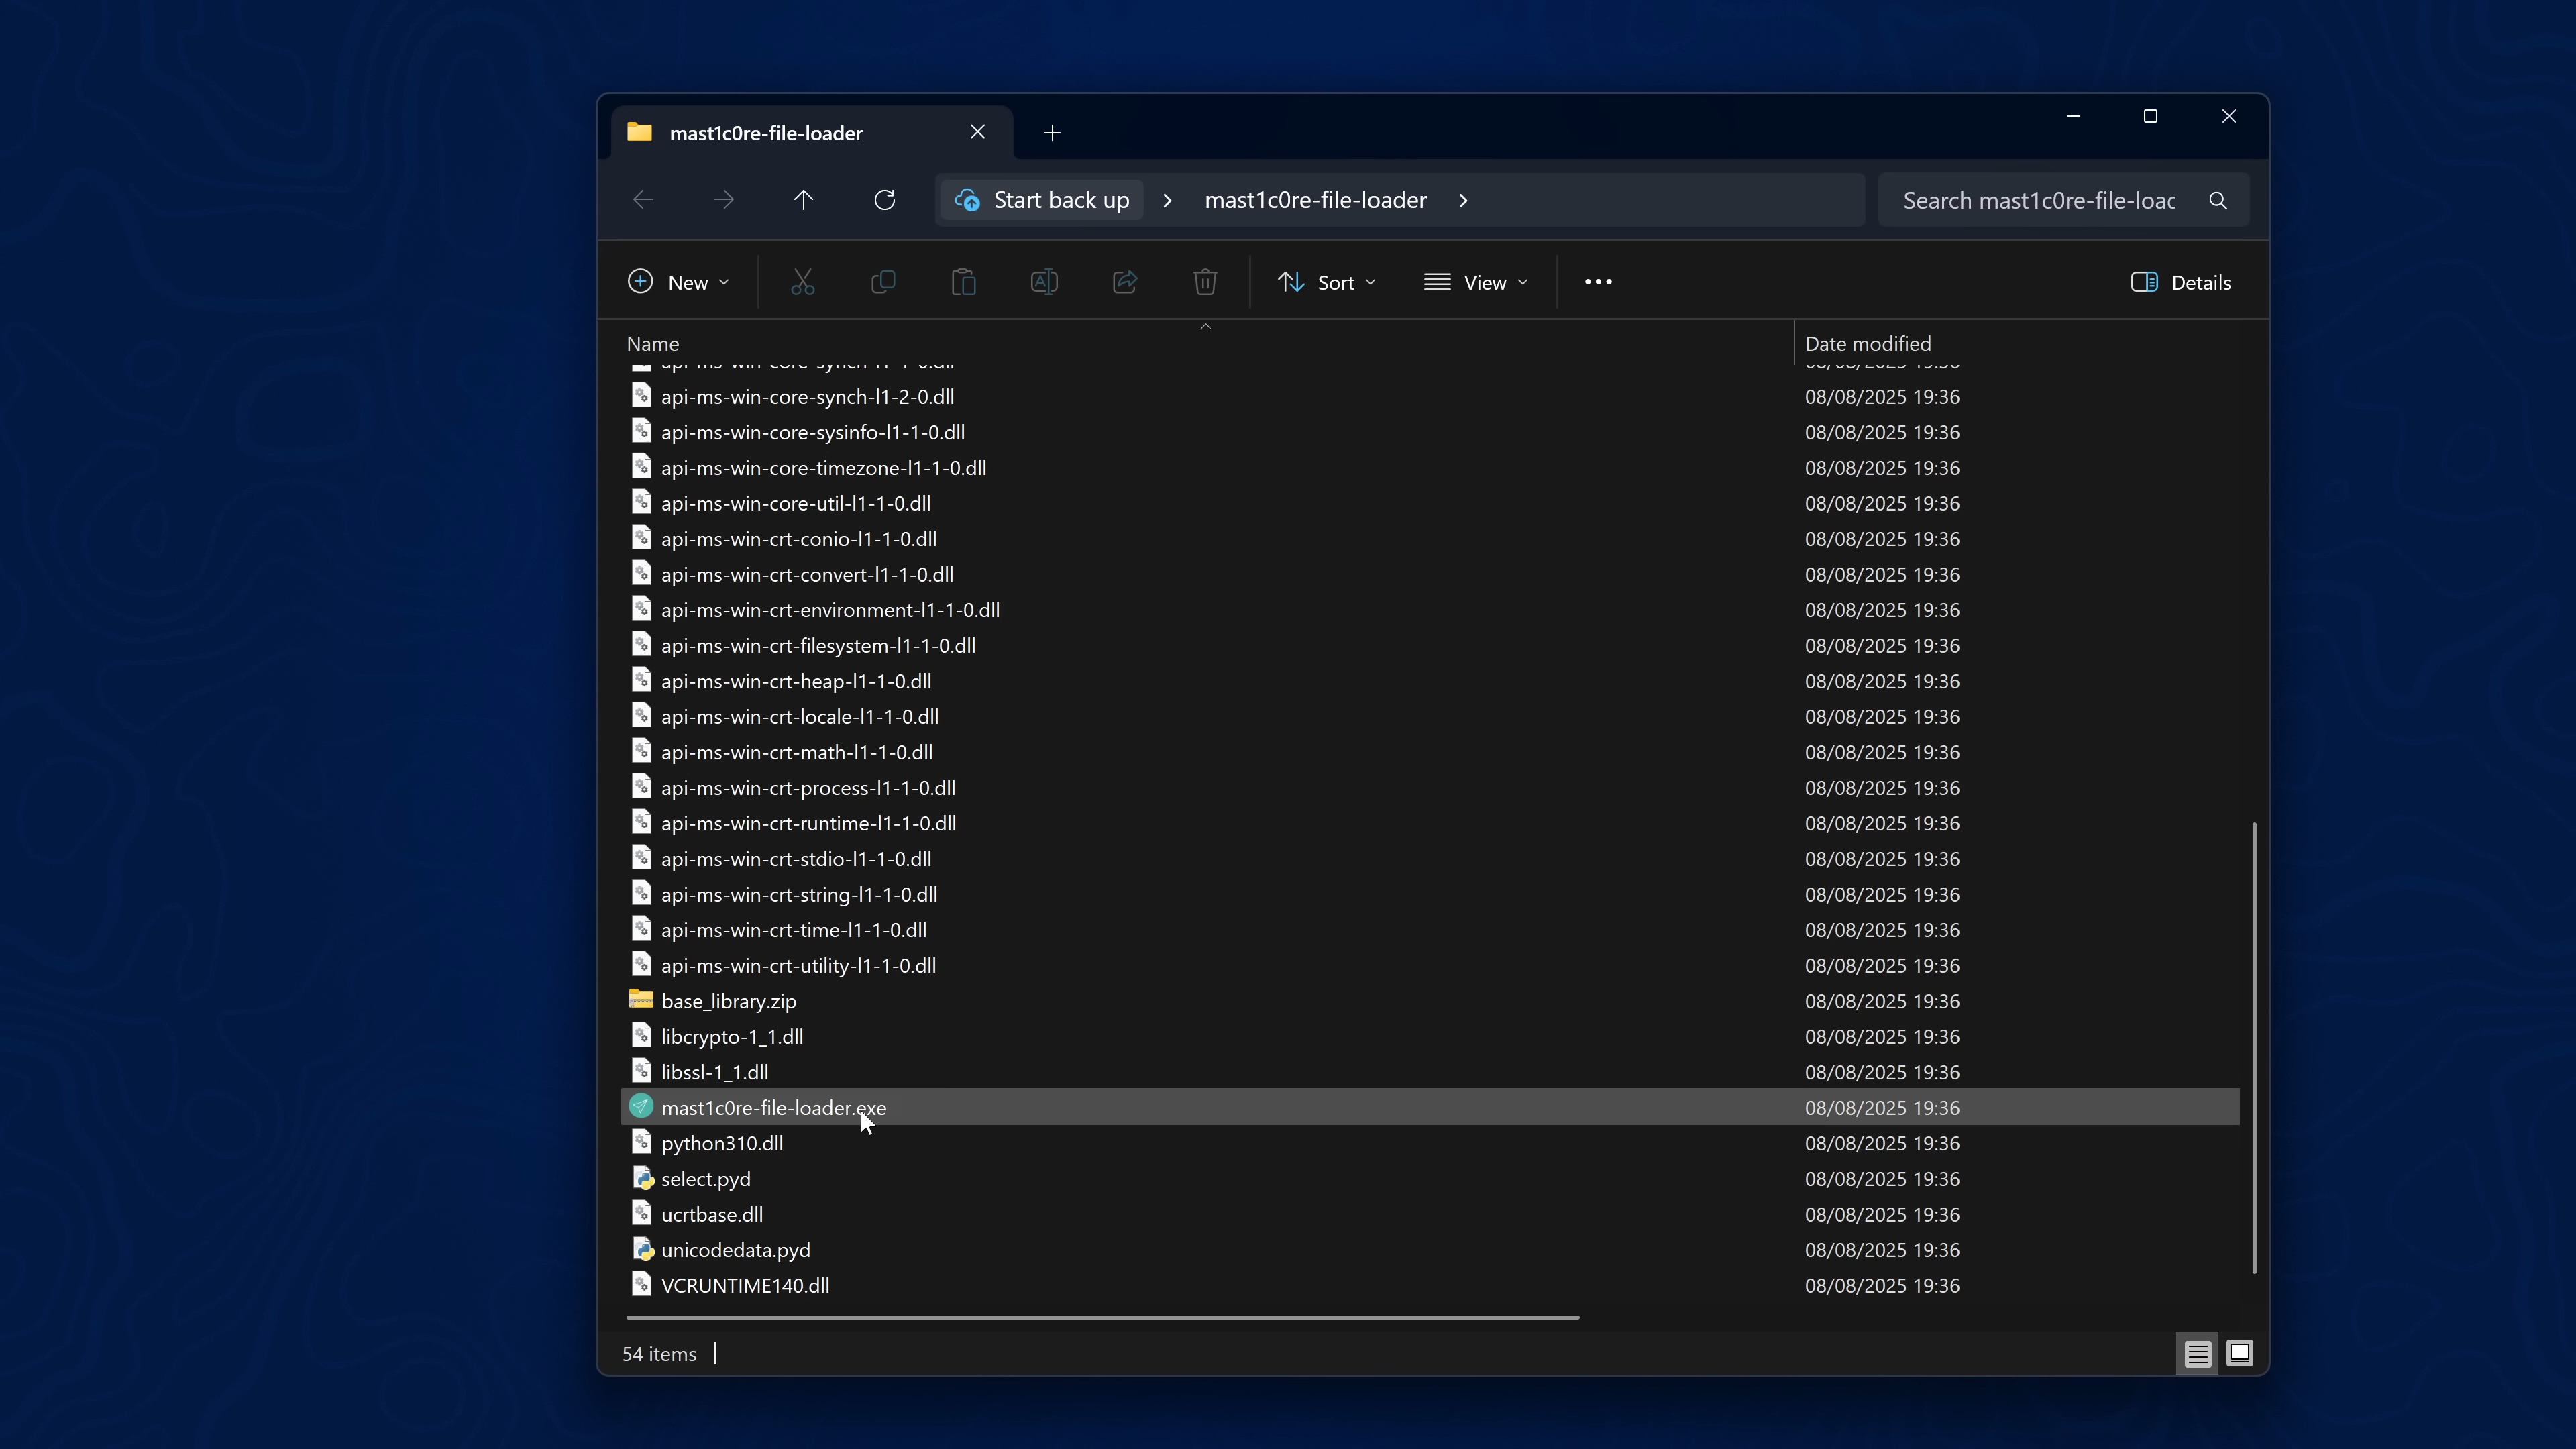 mast1c0re-file-loader
Start back up
mast1c0re-file-loader
Search mast1c0re-file-loac
New
Sort
View
Details
Name
Date modified
api-ms-win-core-synch-l1-2-0.dll 08/08/2025 19:36
api-ms-win-core-sysinfo-l1-1-0.dll 08/08/2025 19:36
api-ms-win-core-timezone-l1-1-0.dll 08/08/2025 19:36
api-ms-win-core-util-l1-1-0.dll 08/08/2025 19:36
api-ms-win-crt-conio-l1-1-0.dll 08/08/2025 19:36
api-ms-win-crt-convert-l1-1-0.dll 08/08/2025 19:36
api-ms-win-crt-environment-l1-1-0.dll 08/08/2025 19:36
api-ms-win-crt-filesystem-l1-1-0.dll 08/08/2025 19:36
api-ms-win-crt-heap-l1-1-0.dll 08/08/2025 19:36
api-ms-win-crt-locale-l1-1-0.dll 08/08/2025 19:36
api-ms-win-crt-math-l1-1-0.dll 08/08/2025 19:36
api-ms-win-crt-process-l1-1-0.dll 08/08/2025 19:36
api-ms-win-crt-runtime-l1-1-0.dll 08/08/2025 19:36
api-ms-win-crt-stdio-l1-1-0.dll 08/08/2025 19:36
api-ms-win-crt-string-l1-1-0.dll 08/08/2025 19:36
api-ms-win-crt-time-l1-1-0.dll 08/08/2025 19:36
api-ms-win-crt-utility-l1-1-0.dll 08/08/2025 19:36
base_library.zip 08/08/2025 19:36
libcrypto-1_1.dll 08/08/2025 19:36
libssl-1_1.dll 08/08/2025 19:36
mast1c0re-file-loader.exe 08/08/2025 19:36
python310.dll 08/08/2025 19:36
select.pyd 08/08/2025 19:36
ucrtbase.dll 08/08/2025 19:36
unicodedata.pyd 08/08/2025 19:36
VCRUNTIME140.dll 08/08/2025 19:36
54 items